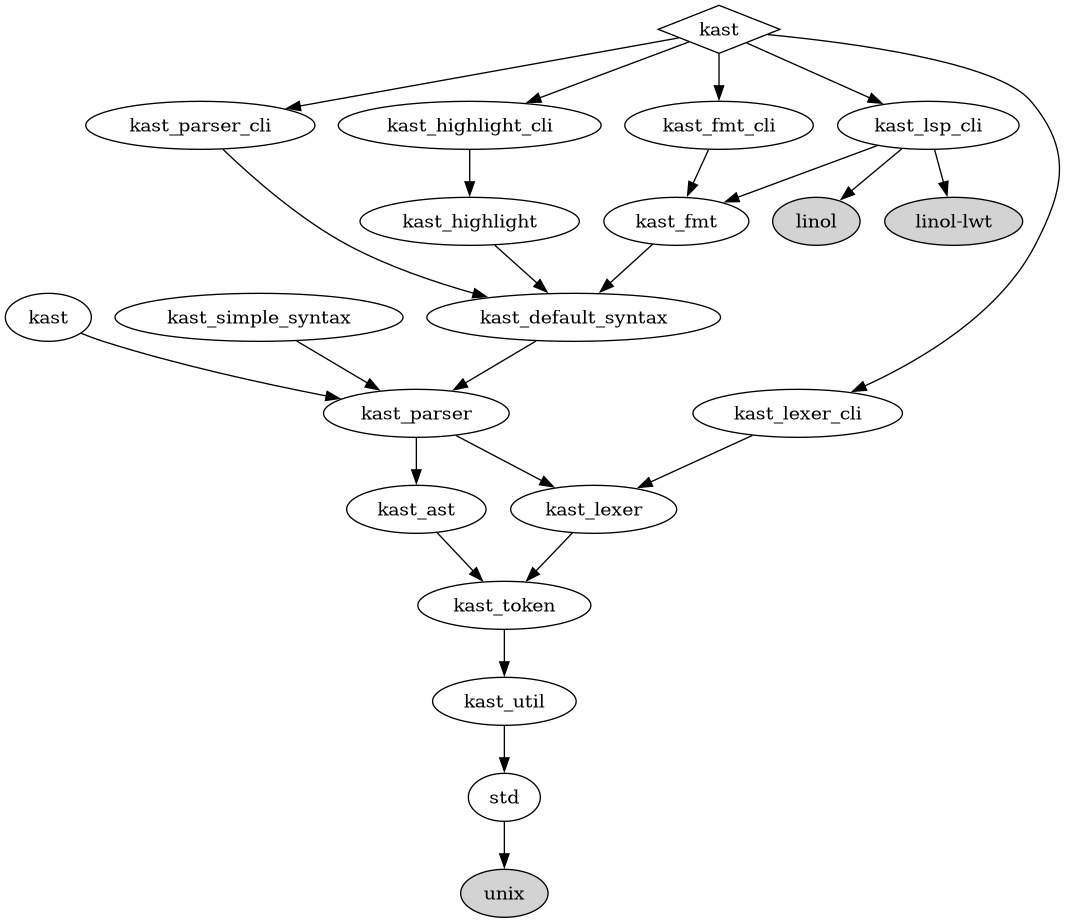 kast
kast_parser_cli
kast_highlight_cli
kast_fmt_cli
kast_lsp_cli
kast_highlight
kast_fmt
linol
linol-lwt
kast
kast_simple_syntax
kast_default_syntax
kast_parser
kast_lexer_cli
kast_ast
kast_lexer
kast_token
kast_util
std
unix